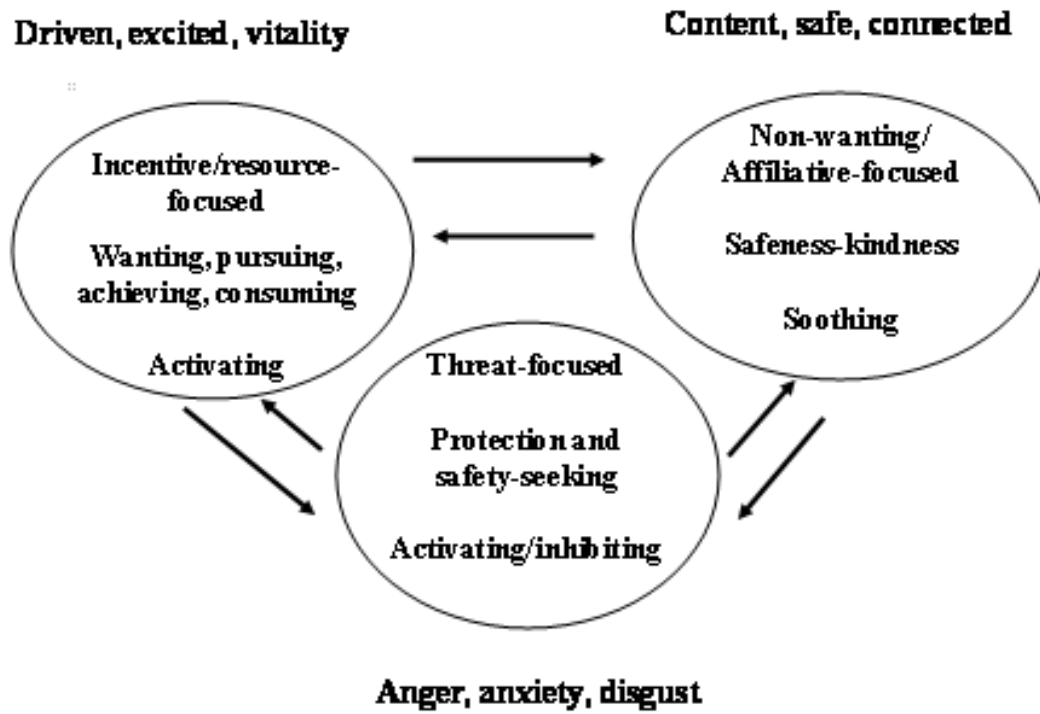 Driven, excited, vitality
Content, safe, connected
Incentive/resource-
focused
Wanting, pursuing,
achieving, consuming
Activating
Non-wanting/
Affiliative-focused
Safeness-kindness
Soothing
Threat-focused
Protection and
safety-seeking
Activating/inhibiting
Anger, anxiety, disgust